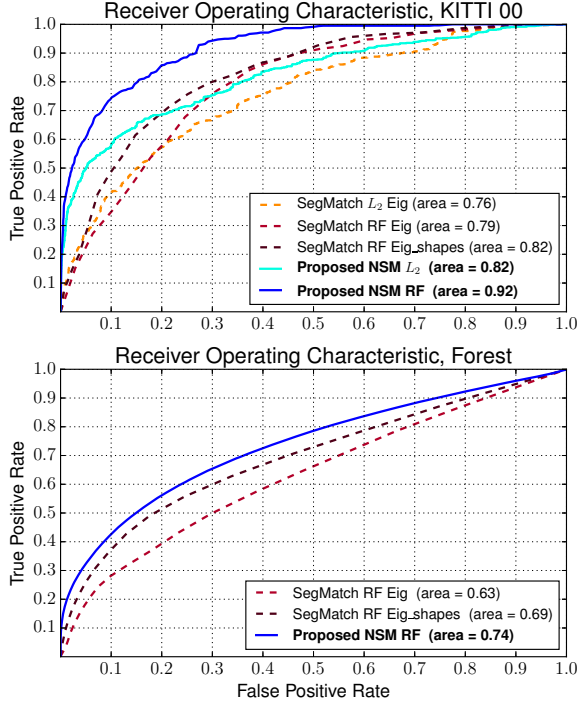 Receiver Operating Characteristic, KITTI 00
1.0
0.9
0.8
0.7
0.6
0.5
0.4
0.3
0.2
0.1
True Positive Rate
SegMatch L2 Eig (area = 0.76)
SegMatch RF Eig (area = 0.79)
SegMatch RF Eig_shapes (area = 0.82)
Proposed NSM L2 (area = 0.82)
Proposed NSM RF (area = 0.92)
0.1 0.2 0.3 0.4 0.5 0.6 0.7 0.8 0.9 1.0
Receiver Operating Characteristic, Forest
1.0
0.9
0.8
0.7
0.6
0.5
0.4
0.3
0.2
0.1
True Positive Rate
SegMatch RF Eig (area = 0.63)
SegMatch RF Eig_shapes (area = 0.69)
Proposed NSM RF (area = 0.74)
0.1 0.2 0.3 0.4 0.5 0.6 0.7 0.8 0.9 1.0
False Positive Rate